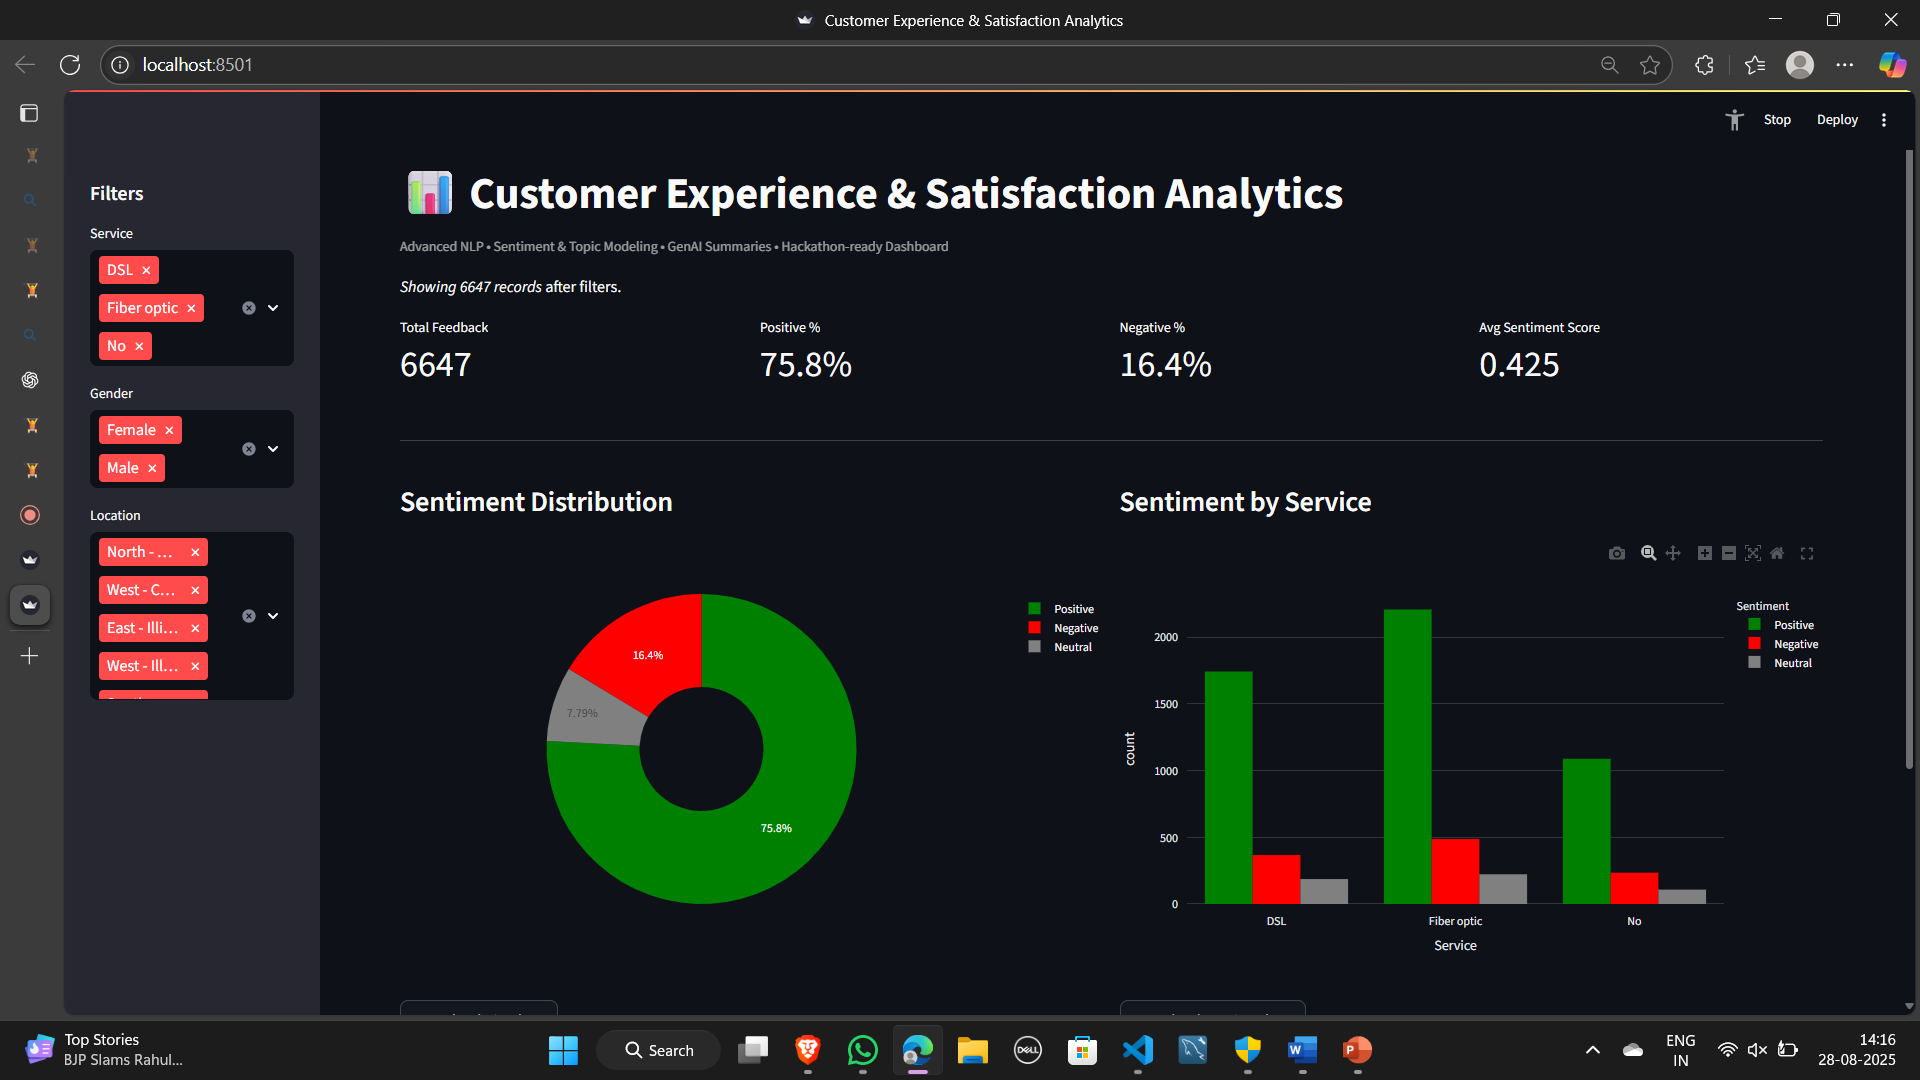 Customer Experience & Satisfaction Analytics
localhost:8501
Stop
Deploy
Filters
Service
DSL
Fiber optic
No
Gender
Female
Male
Location
North - ...
West - C...
East - Illi...
West - Ill...
Customer Experience & Satisfaction Analytics
Advanced NLP • Sentiment & Topic Modeling • GenAI Summaries • Hackathon-ready Dashboard
Showing 6647 records after filters.
Total Feedback
6647
Positive %
75.8%
Negative %
16.4%
Avg Sentiment Score
0.425
Sentiment Distribution
16.4%
7.79%
75.8%
Positive
Negative
Neutral
Sentiment by Service
Sentiment
Positive
Negative
Neutral
count
2000
1500
1000
500
0
DSL
Fiber optic
No
Service
Top Stories
BJP Slams Rahul...
Search
DELL
ENG
IN
14:16
28-08-2025